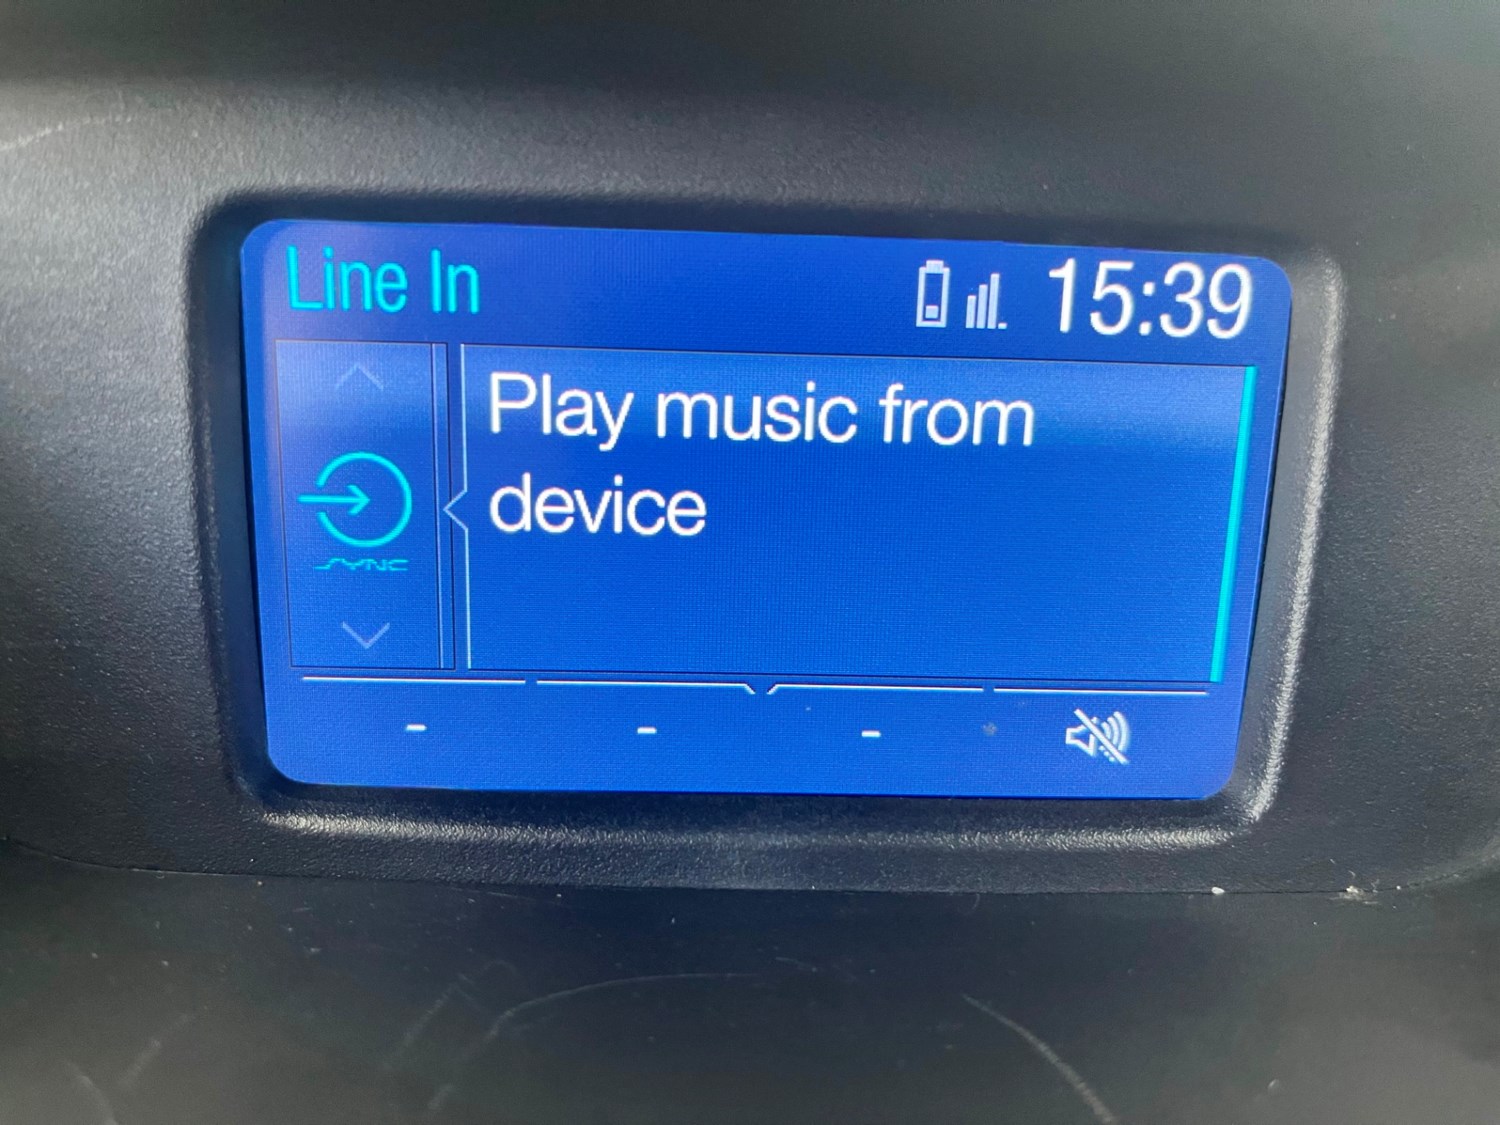 Line In
15:39
Play music from
device
SYNC
-
-
-